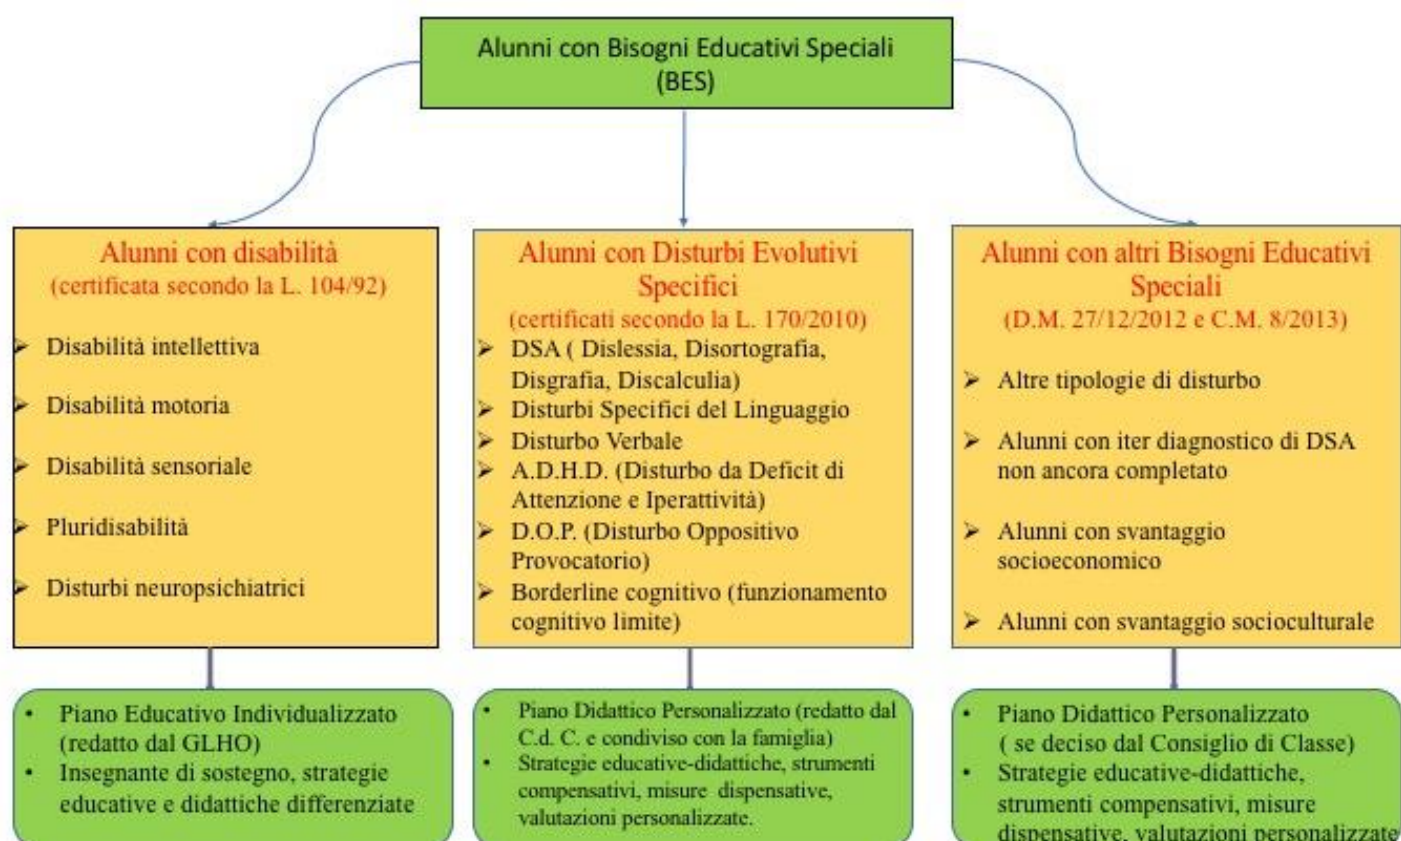 Alunni con Bisogni Educativi Speciali
(BES)
Alunni con disabilità
(certificata secondo la L. 104/92)
➢ Disabilità intellettiva
➢ Disabilità motoria
➢ Disabilità sensoriale
➢ Pluridisabilità
➢ Disturbi neuropsichiatrici
• Piano Educativo Individualizzato
(redatto dal GLHO)
• Insegnante di sostegno, strategie
educative e didattiche differenziate
Alunni con Disturbi Evolutivi
Specifici
(certificati secondo la L. 170/2010)
➢ DSA ( Dislessia, Disortografia,
Disgrafia, Discalculia)
➢ Disturbi Specifici del Linguaggio
➢ Disturbo Verbale
➢ A.D.H.D. (Disturbo da Deficit di
Attenzione e Iperattività)
➢ D.O.P. (Disturbo Oppositivo
Provocatorio)
➢ Borderline cognitivo (funzionamento
cognitivo limite)
• Piano Didattico Personalizzato (redatto dal
C.d. C. e condiviso con la famiglia)
• Strategie educative-didattiche, strumenti
compensativi, misure dispensative,
valutazioni personalizzate.
Alunni con altri Bisogni Educativi
Speciali
(D.M. 27/12/2012 e C.M. 8/2013)
➢ Altre tipologie di disturbo
➢ Alunni con iter diagnostico di DSA
non ancora completato
➢ Alunni con svantaggio
socioeconomico
➢ Alunni con svantaggio socioculturale
• Piano Didattico Personalizzato
( se deciso dal Consiglio di Classe)
• Strategie educative-didattiche,
strumenti compensativi, misure
dispensative, valutazioni personalizzate